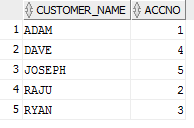 CUSTOMER_NAME ACCNO
1 ADAM 1
2 DAVE 4
3 JOSEPH 5
4 RAJU 2
5 RYAN 3